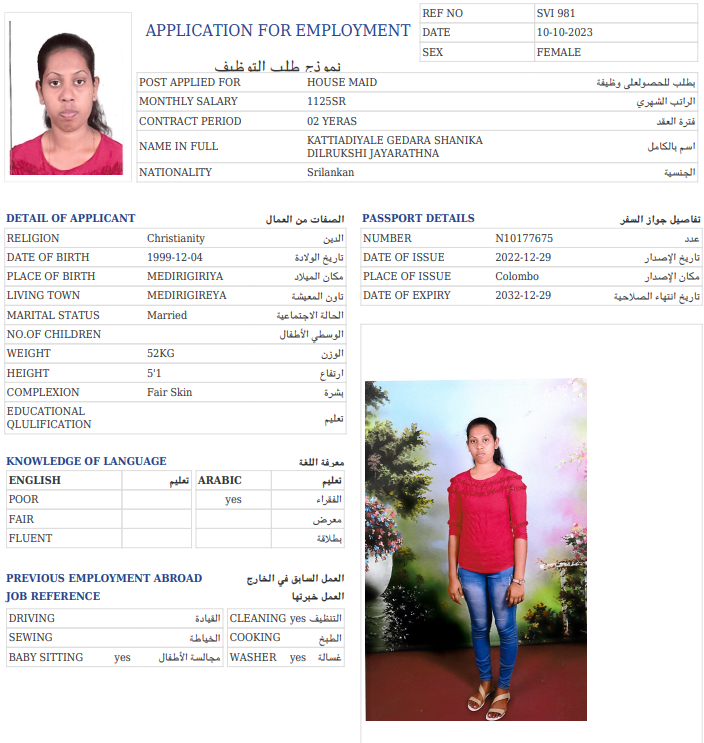 APPLICATION FOR EMPLOYMENT
نموذج طلب التوظيف
REF NO SVI 981
DATE 10-10-2023
SEX FEMALE
POST APPLIED FOR HOUSE MAID بطلب للحصولعلى وظيفة
MONTHLY SALARY 1125SR الراتب الشهري
CONTRACT PERIOD 02 YERAS فترة العقد
NAME IN FULL KATTIADIYALE GEDARA SHANIKA DILRUKSHI JAYARATHNA اسم بالكامل
NATIONALITY Srilankan الجنسية
DETAIL OF APPLICANT الصفات من العمال
RELIGION Christianity الدين
DATE OF BIRTH 1999-12-04 تاريخ الولادة
PLACE OF BIRTH MEDIRIGIRIYA مكان الميلاد
LIVING TOWN MEDIRIGIREYA تاون المعيشة
MARITAL STATUS Married الحالة الاجتماعية
NO.OF CHILDREN الوسطي الأطفال
WEIGHT 52KG الوزن
HEIGHT 5'1 ارتفاع
COMPLEXION Fair Skin بشرة
EDUCATIONAL QLULIFICATION تعليم
PASSPORT DETAILS تفاصيل جواز السفر
NUMBER N10177675 عدد
DATE OF ISSUE 2022-12-29 تاريخ الإصدار
PLACE OF ISSUE Colombo مكان الإصدار
DATE OF EXPIRY 2032-12-29 تاريخ انتهاء الصلاحية
KNOWLEDGE OF LANGUAGE معرفة اللغة
ENGLISH تعليم ARABIC تعليم
POOR yes الفقراء
FAIR معرض
FLUENT بطلاقة
PREVIOUS EMPLOYMENT ABROAD العمل السابق في الخارج
JOB REFERENCE العمل خبرتها
DRIVING القيادة CLEANING yes التنظيف
SEWING الخياطة COOKING الطبخ
BABY SITTING yes مجالسة الأطفال WASHER yes غسالة